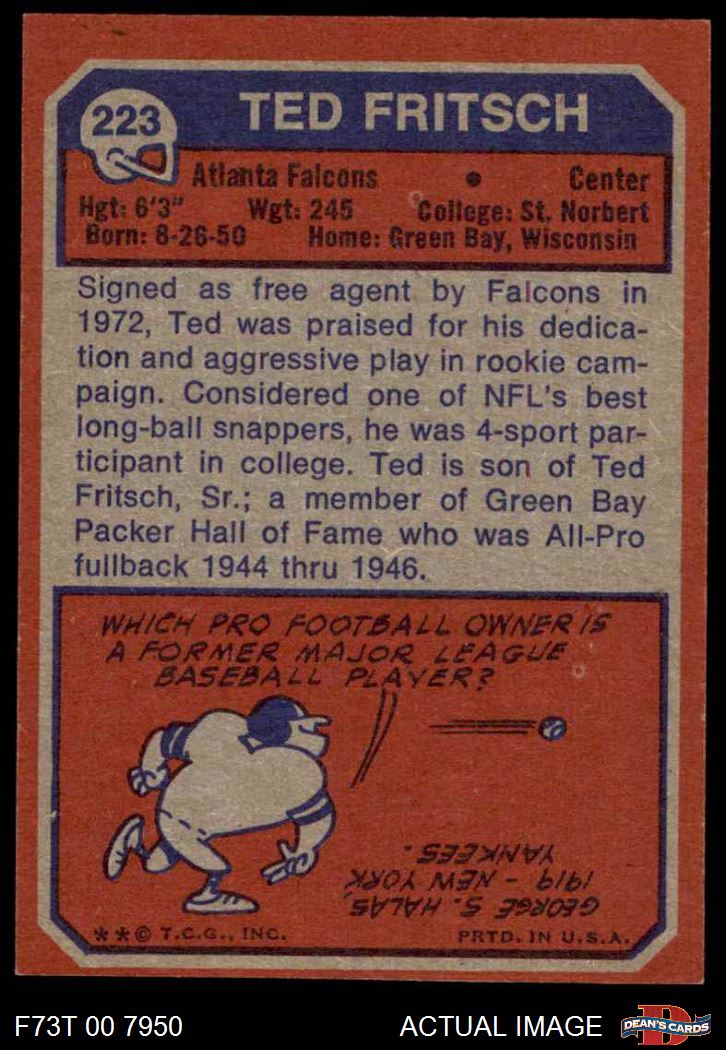 223
TED FRITSCH
Atlanta Falcons • Center
Hgt: 6'3" Wgt: 245 College: St. Norbert
Born: 8-26-50 Home: Green Bay, Wisconsin
Signed as free agent by Falcons in
1972, Ted was praised for his dedica-
tion and aggressive play in rookie cam-
paign. Considered one of NFL's best
long-ball snappers, he was 4-sport par-
ticipant in college. Ted is son of Ted
Fritsch, Sr.; a member of Green Bay
Packer Hall of Fame who was All-Pro
fullback 1944 thru 1946.
WHICH PRO FOOTBALL OWNER IS
A FORMER MAJOR LEAGUE
BASEBALL PLAYER?
GEORGE S. HALAS
1919 - NEW YORK
YANKEES.
**© T.C.G., INC. PRTD. IN U.S.A.
F73T 00 7950 ACTUAL IMAGE
D
DEAN'S CARDS